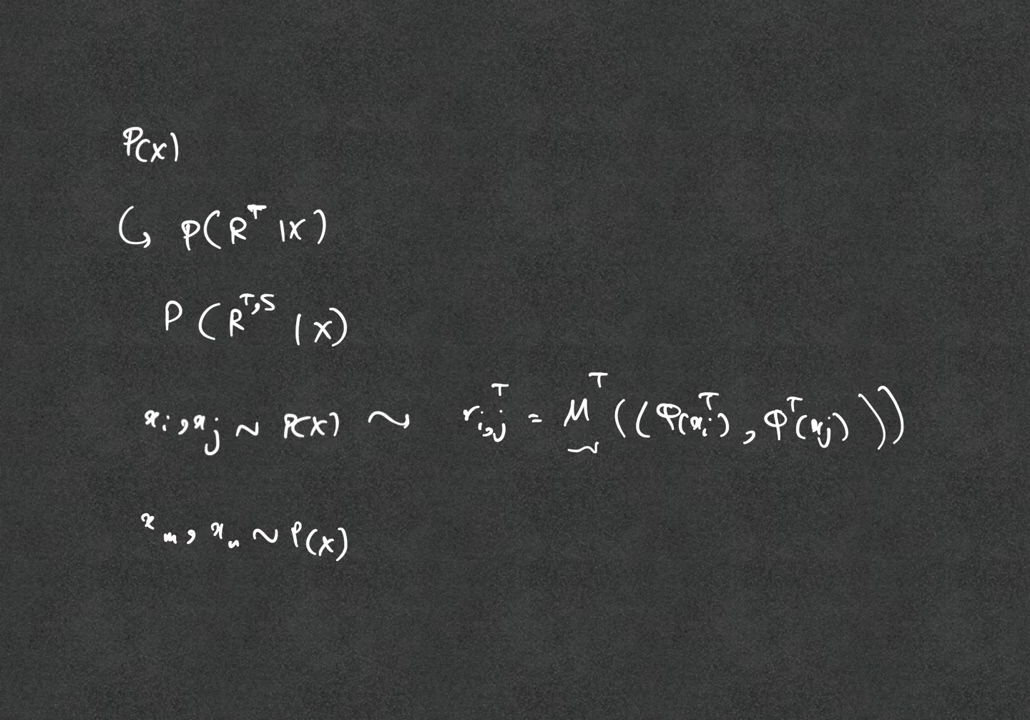 P(x)
↪ P(R^T | X)
P(R^{T,S} | X)
x_i, x_j ~ P(X) ~ r_{i,j}^T = M^T((φ(x_i^T), φ^T(x_j)))
x_m, x_n ~ P(X)